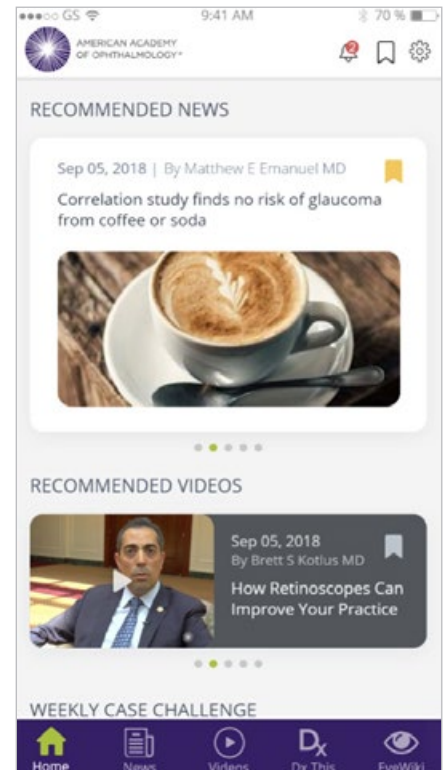 GS 9:41 AM 70 %
AMERICAN ACADEMY
OF OPHTHALMOLOGY®
2
RECOMMENDED NEWS
Sep 05, 2018 | By Matthew E Emanuel MD
Correlation study finds no risk of glaucoma
from coffee or soda
RECOMMENDED VIDEOS
Sep 05, 2018
By Brett S Kotlus MD
How Retinoscopes Can
Improve Your Practice
WEEKLY CASE CHALLENGE
Dx
Home News Videos Dx This EyeWiki